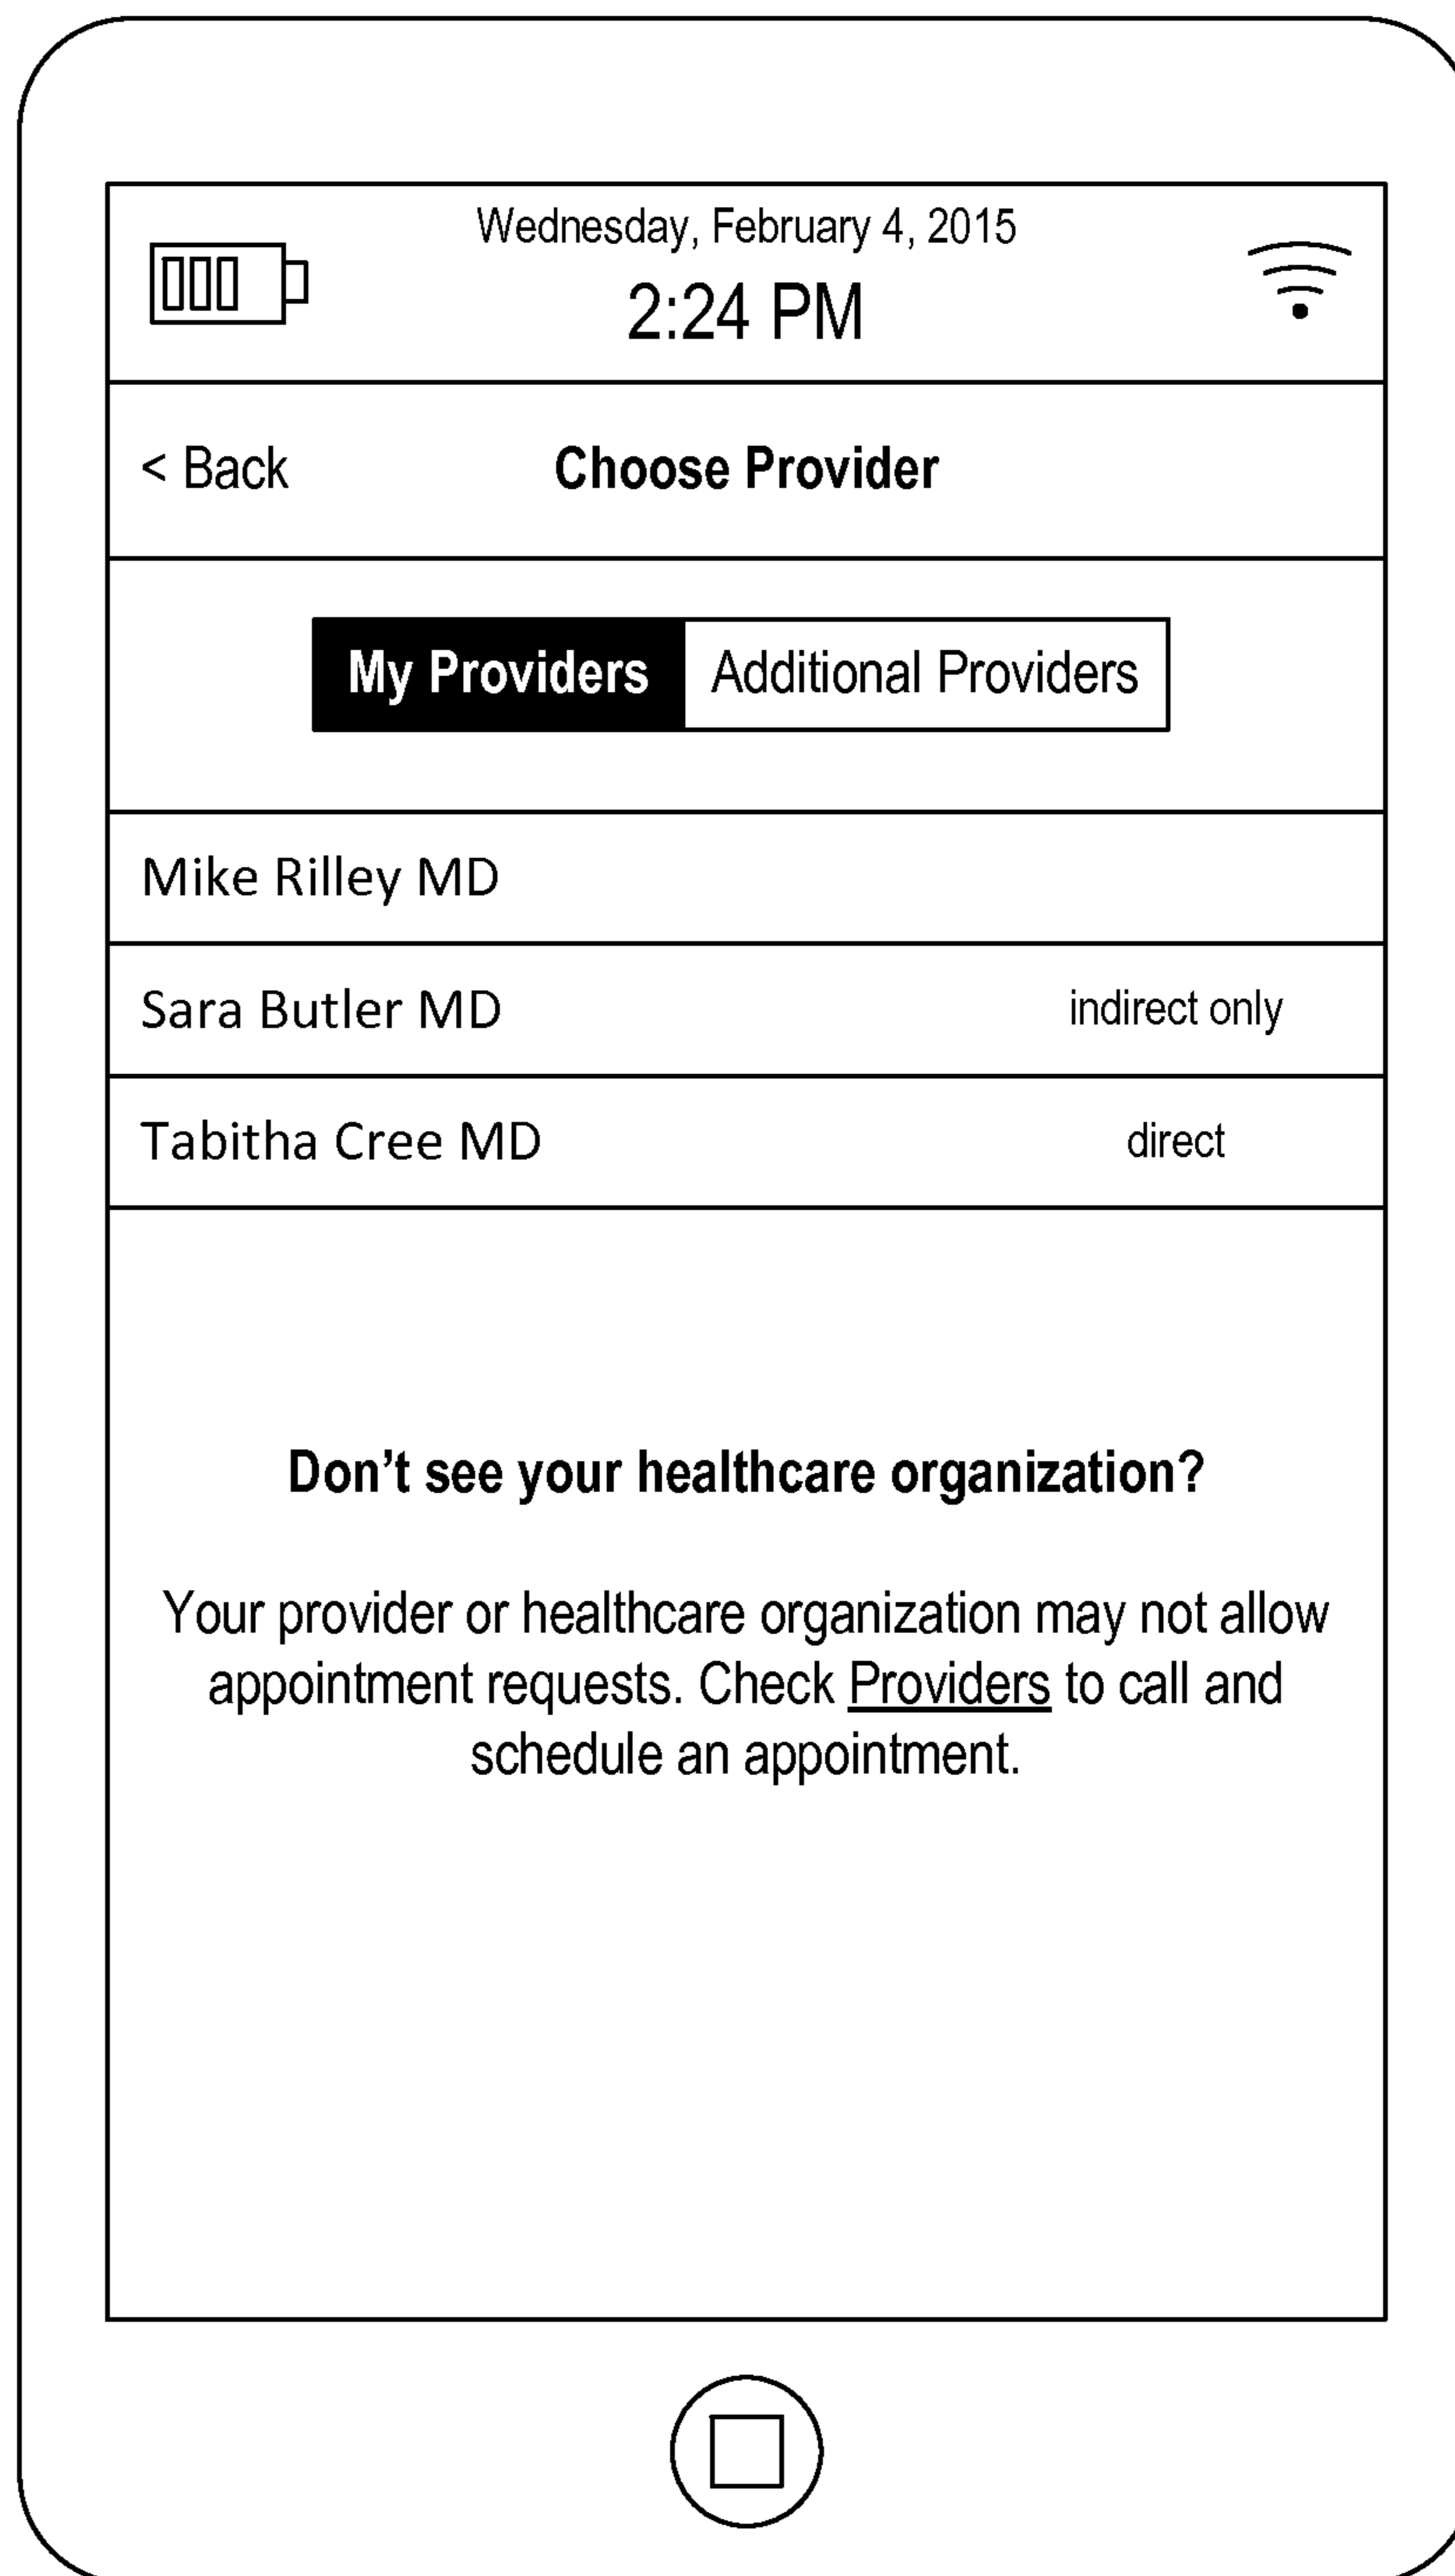 Wednesday, February 4, 2015
2:24 PM
< Back Choose Provider
My Providers Additional Providers
Mike Rilley MD
Sara Butler MD indirect only
Tabitha Cree MD direct
Don’t see your healthcare organization?
Your provider or healthcare organization may not allow
appointment requests. Check Providers to call and
schedule an appointment.